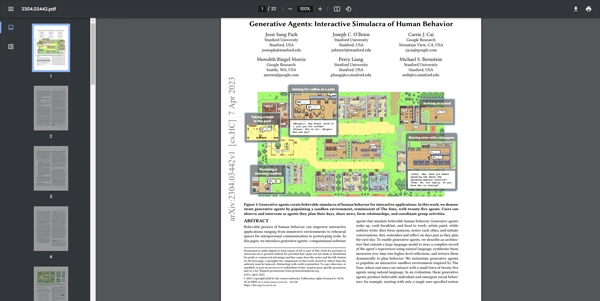 2304.03442.pdf
1 / 22
100%
Generative Agents: Interactive Simulacra of Human Behavior
Joon Sung Park
Stanford University
Stanford, USA
joonspk@stanford.edu
Joseph C. O'Brien
Stanford University
Stanford, USA
jobrien3@stanford.edu
Carrie J. Cai
Google Research
Mountain View, CA, USA
cjcai@google.com
Meredith Ringel Morris
Google Research
Seattle, WA, USA
merrie@google.com
Percy Liang
Stanford University
Stanford, USA
pliang@cs.stanford.edu
Michael S. Bernstein
Stanford University
Stanford, USA
msb@cs.stanford.edu
arXiv:2304.03442v1 [cs.HC] 7 Apr 2023
Joining for coffee at a cafe
Taking a walk in the park
Arriving at school
Sharing news with colleagues
Finishing a morning routine
Figure 1: Generative agents create believable simulacra of human behavior for interactive applications. In this work, we demonstrate
generative agents by populating a sandbox environment, reminiscent of The Sims, with twenty-five agents. Users can
observe and intervene as agents they plan their days, share news, form relationships, and coordinate group activities.
ABSTRACT
Believable proxies of human behavior can empower interactive
applications ranging from immersive environments to rehearsal
spaces for interpersonal communication to prototyping tools. In
this paper, we introduce generative agents—computational software
agents that simulate believable human behavior. Generative agents
wake up, cook breakfast, and head to work; artists paint, while
authors write; they form opinions, notice each other, and initiate
conversations; they remember and reflect on days past as they plan
the next day. To enable generative agents, we describe an architecture
that extends a large language model to store a complete record
of the agent's experiences using natural language, synthesize those
memories over time into higher-level reflections, and retrieve them
dynamically to plan behavior. We instantiate generative agents
to populate an interactive sandbox environment inspired by The
Sims, where end users can interact with a small town of twenty five
agents using natural language. In an evaluation, these generative
agents produce believable individual and emergent social behaviors:
for example, starting with only a single user-specified notion
1
2
3
4